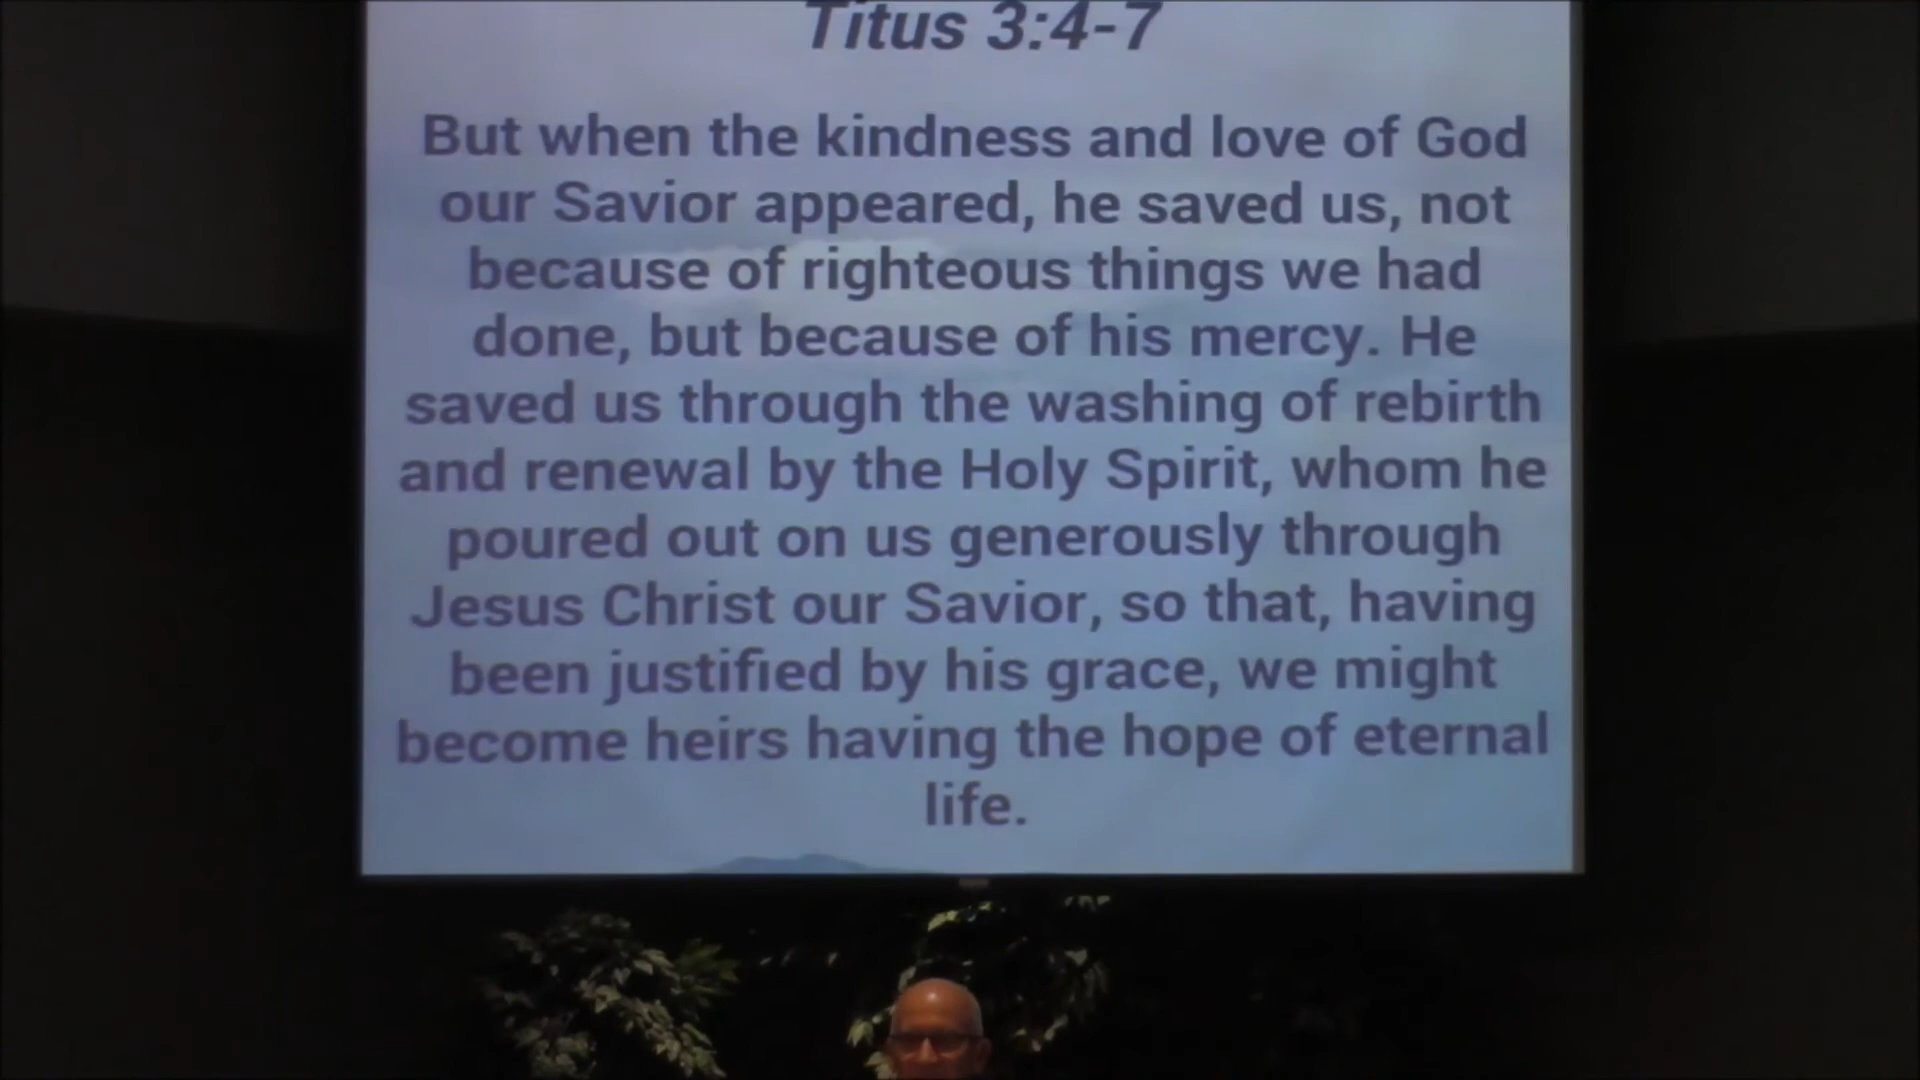 Titus 3:4-7
But when the kindness and love of God
our Savior appeared, he saved us, not
because of righteous things we had
done, but because of his mercy. He
saved us through the washing of rebirth
and renewal by the Holy Spirit, whom he
poured out on us generously through
Jesus Christ our Savior, so that, having
been justified by his grace, we might
become heirs having the hope of eternal
life.